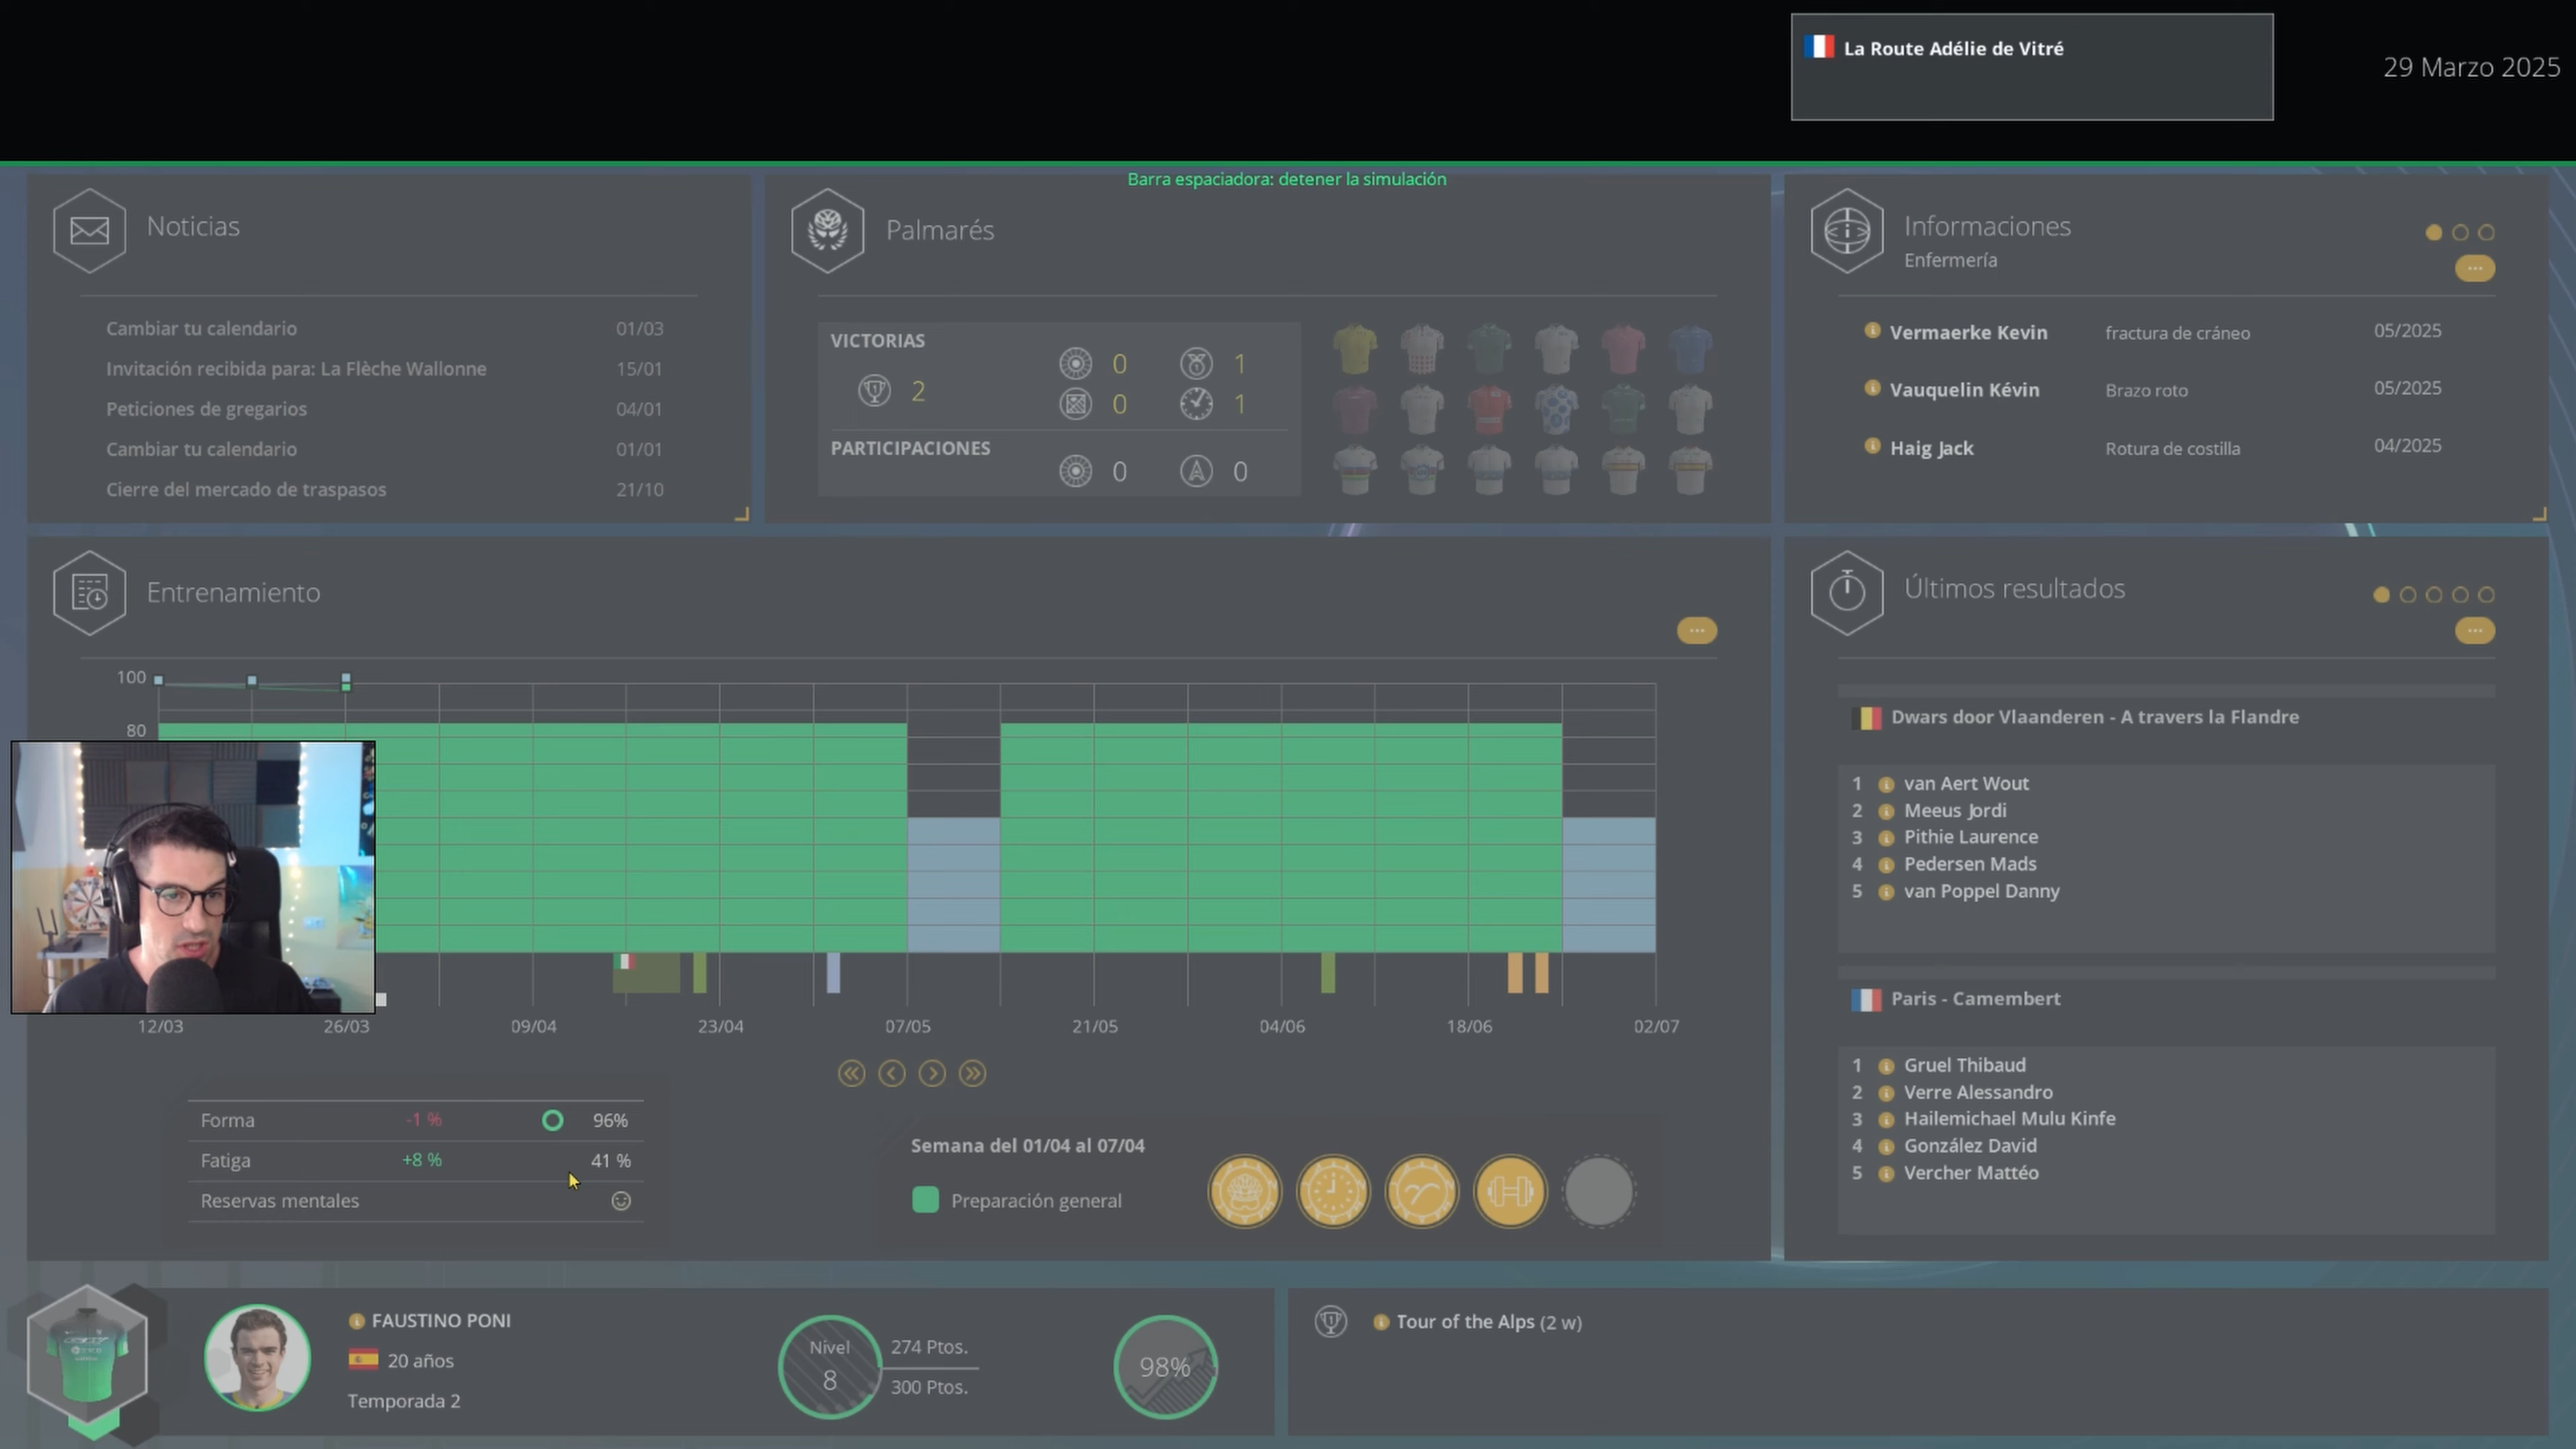 La Route Adélie de Vitré
29 Marzo 2025
Barra espaciadora: detener la simulación
Noticias
Cambiar tu calendario 01/03
Invitación recibida para: La Flèche Wallonne 15/01
Peticiones de gregarios 04/01
Cambiar tu calendario 01/01
Cierre del mercado de traspasos 21/10
Palmarés
VICTORIAS
2
0 1
0 1
PARTICIPACIONES
0 0
Informaciones
Enfermería
Vermaerke Kevin fractura de cráneo 05/2025
Vauquelin Kévin Brazo roto 05/2025
Haig Jack Rotura de costilla 04/2025
Entrenamiento
100
80
12/03 26/03 09/04 23/04 07/05 21/05 04/06 18/06 02/07
Forma -1 % 96%
Fatiga +8 % 41 %
Reservas mentales
Semana del 01/04 al 07/04
Preparación general
Últimos resultados
Dwars door Vlaanderen - A travers la Flandre
1 van Aert Wout
2 Meeus Jordi
3 Pithie Laurence
4 Pedersen Mads
5 van Poppel Danny
Paris - Camembert
1 Gruel Thibaud
2 Verre Alessandro
3 Hailemichael Mulu Kinfe
4 González David
5 Vercher Mattéo
FAUSTINO PONI
20 años
Temporada 2
Nivel
8
274 Ptos.
300 Ptos.
98%
Tour of the Alps (2 w)